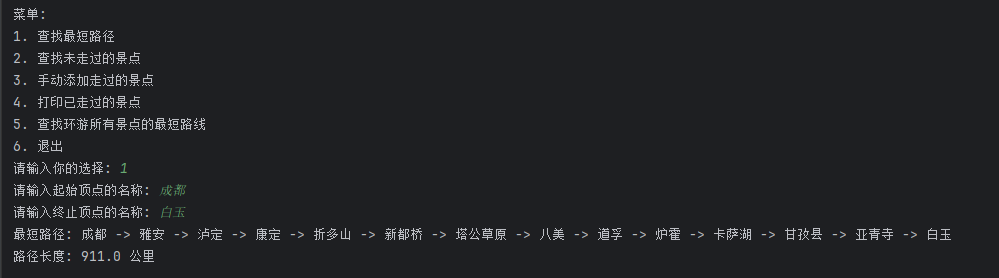 菜单:
1. 查找最短路径
2. 查找未走过的景点
3. 手动添加走过的景点
4. 打印已走过的景点
5. 查找环游所有景点的最短路线
6. 退出
请输入你的选择: 1
请输入起始顶点的名称: 成都
请输入终止顶点的名称: 白玉
最短路径: 成都 -> 雅安 -> 泸定 -> 康定 -> 折多山 -> 新都桥 -> 塔公草原 -> 八美 -> 道孚 -> 炉霍 -> 卡萨湖 -> 甘孜县 -> 亚青寺 -> 白玉
路径长度: 911.0 公里